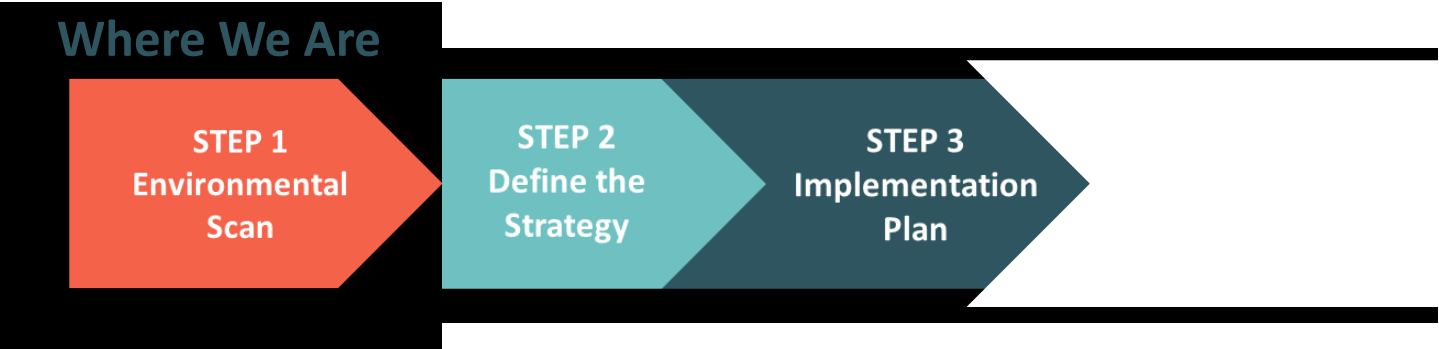 Where We Are
STEP 1
Environmental
Scan
STEP 2
Define the
Strategy
STEP 3
Implementation
Plan